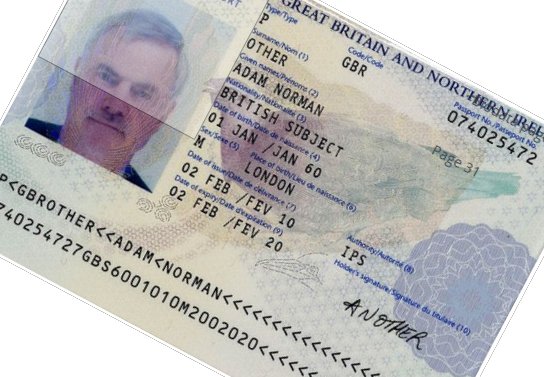 PORT
GREAT BRITAIN AND NORTHERN IRE
Type/Type
P
Code/Code
GBR
Passport No./Passeport No.
074025472
Surname/Nom (1)
OTHER
Given names/Prénoms (2)
ADAM NORMAN
Nationality/Nationalité (3)
BRITISH SUBJECT
Date of birth/Date de naissance (4)
01 JAN /JAN 60
Sex/Sexe (5)
M
Place of birth/Lieu de naissance (6)
LONDON
Date of issue/Date de délivrance (7)
02 FEB /FEV 10
Date of expiry/Date d'expiration (9)
02 FEB /FEV 20
Authority/Autorité (8)
IPS
Holder's signature/Signature du titulaire (10)
ANOTHER
Page 31
P<GBROTHER<<ADAM<NORMAN<<<<<<<<<<<<<<
740254727GBS6001010M2002020<<<<<<